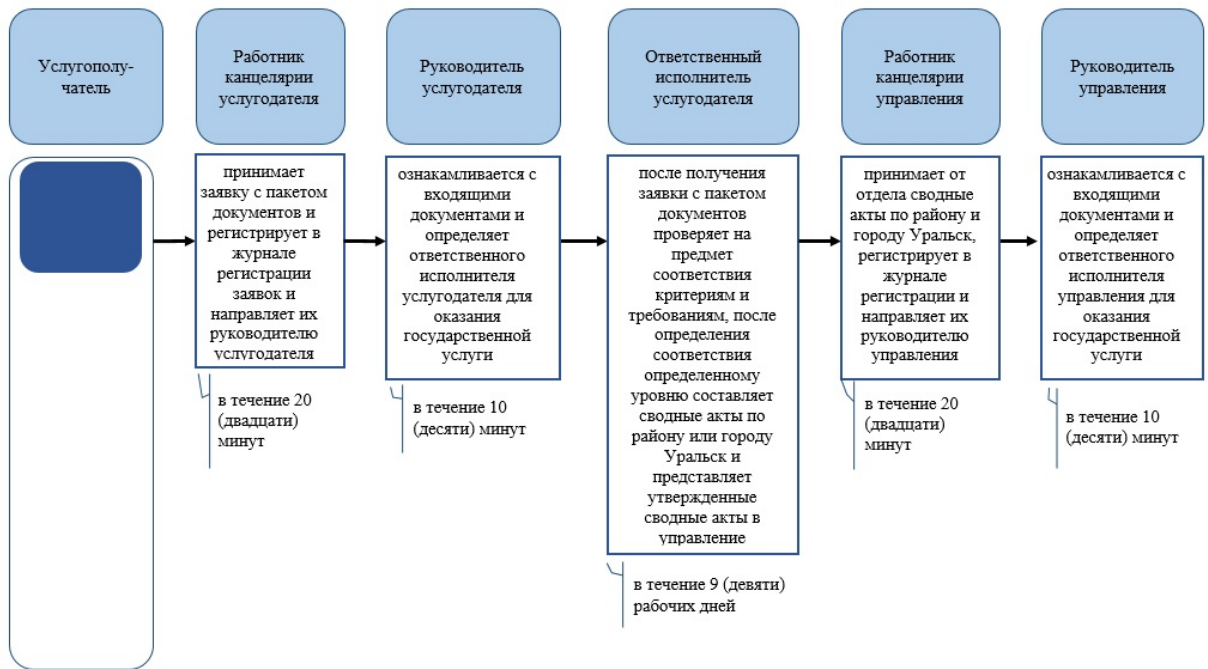 Услугополу-
чатель
Работник
канцелярии
услугодателя
Руководитель
услугодателя
Ответственный
исполнитель
услугодателя
Работник
канцелярии
управления
Руководитель
управления
принимает
заявку с пакетом
документов и
регистрирует в
журнале
регистрации
заявок и
направляет их
руководителю
услугодателя
в течение 20
(двадцати)
минут
ознакамливается с
входящими
документами и
определяет
ответственного
исполнителя
услугодателя для
оказания
государственной
услуги
в течение 10
(десяти) минут
после получения
заявки с пакетом
документов
проверяет на
предмет
соответствия
критериям и
требованиям, после
определения
соответствия
определенному
уровню составляет
сводные акты по
району или городу
Уральск и
представляет
утвержденные
сводные акты в
управление
в течение 9 (девяти)
рабочих дней
принимает от
отдела сводные
акты по району и
городу Уральск,
регистрирует в
журнале
регистрации и
направляет их
руководителю
управления
в течение 20
(двадцати)
минут
ознакамливается с
входящими
документами и
определяет
ответственного
исполнителя
управления для
оказания
государственной
услуги
в течение 10
(десяти) минут